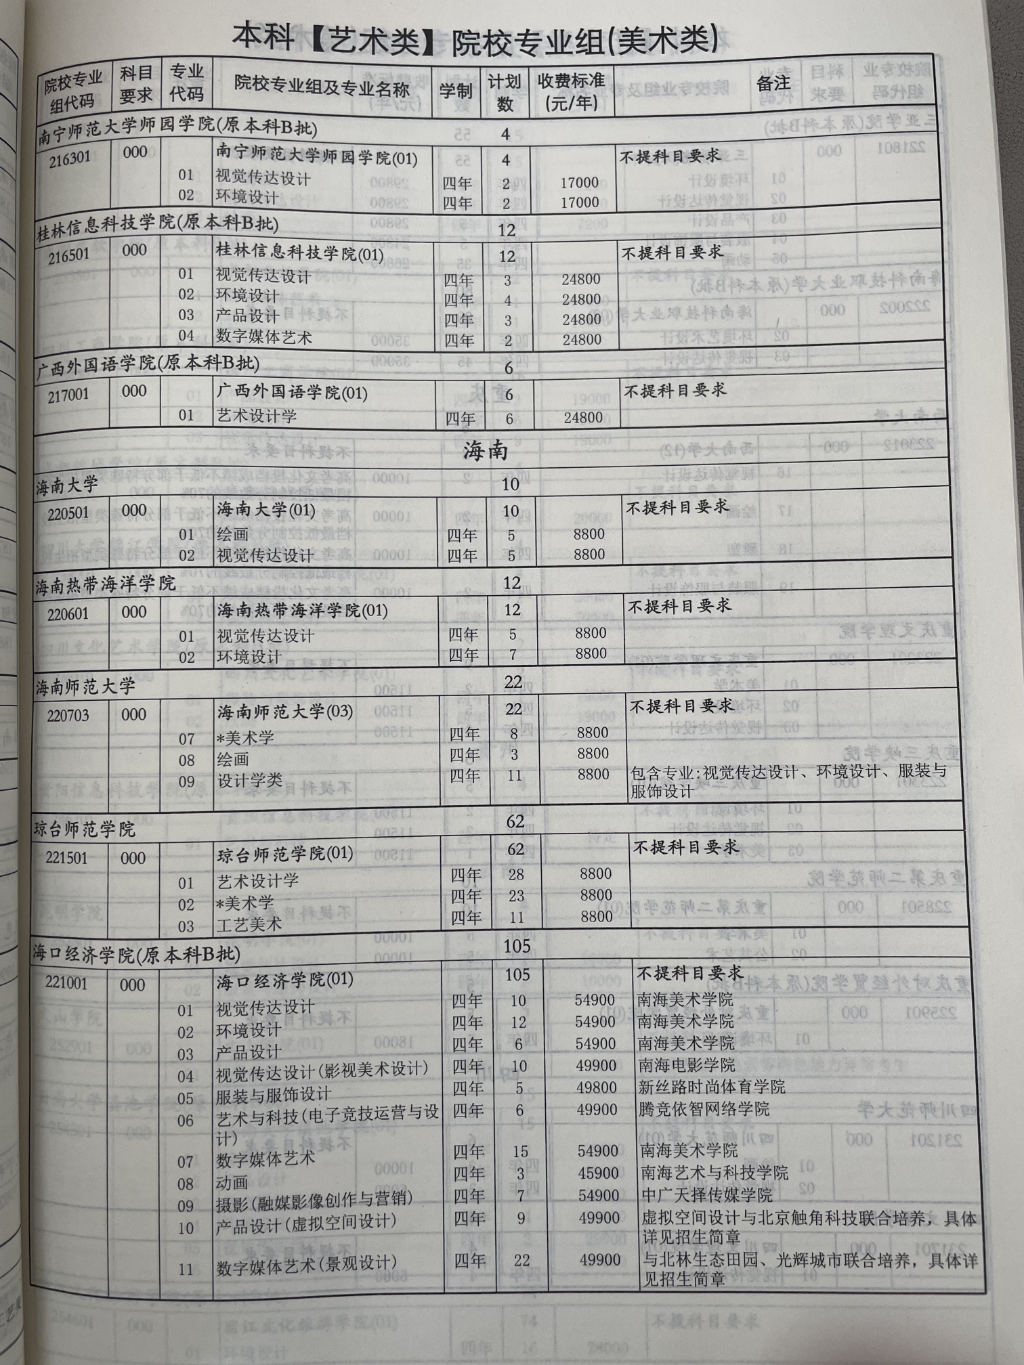 本科【艺术类】院校专业组(美术类)
院校专业组代码 科目要求 专业代码 院校专业组及专业名称 学制 计划数 收费标准(元/年) 备注
南宁师范大学师园学院(原本科B批) 4
216301 000 南宁师范大学师园学院(01) 4 不提科目要求
01 视觉传达设计 四年 2 17000
02 环境设计 四年 2 17000
桂林信息科技学院(原本科B批) 12
216501 000 桂林信息科技学院(01) 12 不提科目要求
01 视觉传达设计 四年 3 24800
02 环境设计 四年 4 24800
03 产品设计 四年 3 24800
04 数字媒体艺术 四年 2 24800
广西外国语学院(原本科B批) 6
217001 000 广西外国语学院(01) 6 不提科目要求
01 艺术设计学 四年 6 24800
海南
海南大学 10
220501 000 海南大学(01) 10 不提科目要求
01 绘画 四年 5 8800
02 视觉传达设计 四年 5 8800
海南热带海洋学院 12
220601 000 海南热带海洋学院(01) 12 不提科目要求
01 视觉传达设计 四年 5 8800
02 环境设计 四年 7 8800
海南师范大学 22
220703 000 海南师范大学(03) 22 不提科目要求
07 *美术学 四年 8 8800
08 绘画 四年 3 8800
09 设计学类 四年 11 8800 包含专业:视觉传达设计、环境设计、服装与
服饰设计
琼台师范学院 62
221501 000 琼台师范学院(01) 62 不提科目要求
01 艺术设计学 四年 28 8800
02 *美术学 四年 23 8800
03 工艺美术 四年 11 8800
海口经济学院(原本科B批) 105
221001 000 海口经济学院(01) 105 不提科目要求
01 视觉传达设计 四年 10 54900 南海美术学院
02 环境设计 四年 12 54900 南海美术学院
03 产品设计 四年 6 54900 南海美术学院
04 视觉传达设计(影视美术设计) 四年 10 49900 南海电影学院
05 服装与服饰设计 四年 5 49800 新丝路时尚体育学院
06 艺术与科技(电子竞技运营与设 四年 6 49900 腾竞依智网络学院
计)
07 数字媒体艺术 四年 15 54900 南海美术学院
08 动画 四年 3 45900 南海艺术与科技学院
09 摄影(融媒影像创作与营销) 四年 7 54900 中广天择传媒学院
10 产品设计(虚拟空间设计) 四年 9 49900 虚拟空间设计与北京触角科技联合培养，具体
详见招生简章
11 数字媒体艺术(景观设计) 四年 22 49900 与北林生态田园、光辉城市联合培养，具体详
见招生简章